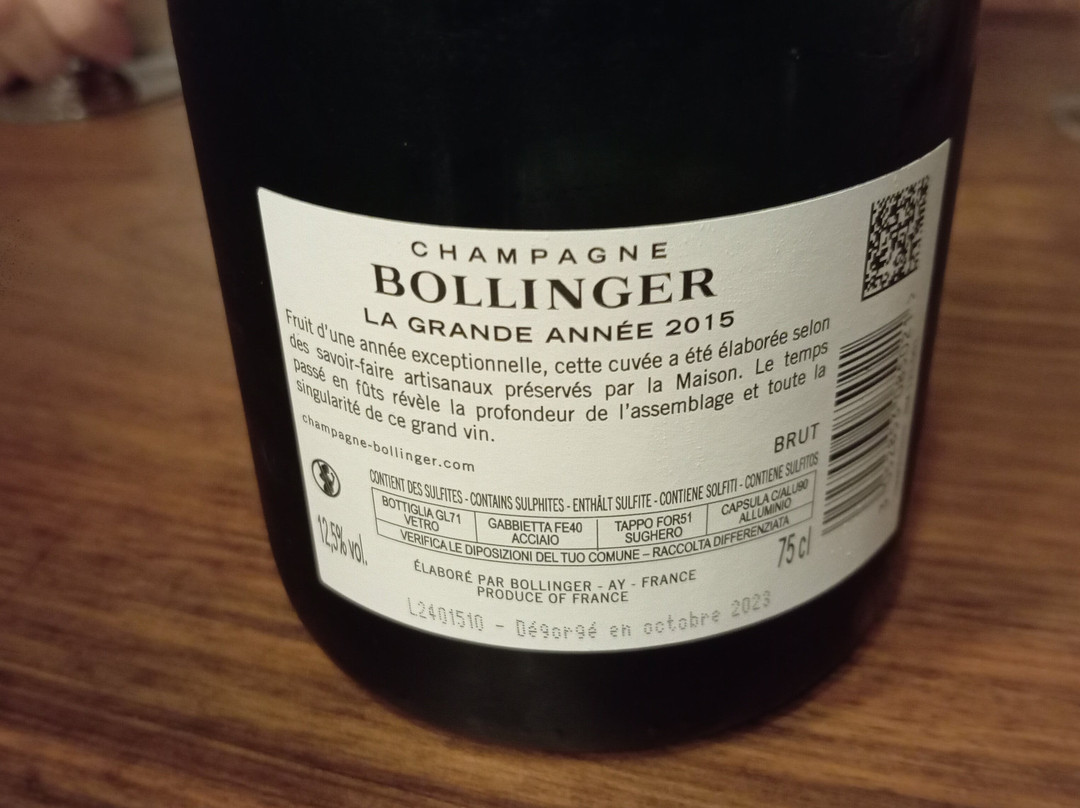 CHAMPAGNE
BOLLINGER
LA GRANDE ANNÉE 2015
Fruit d'une année exceptionnelle, cette cuvée a été élaborée selon
des savoir-faire artisanaux préservés par la Maison. Le temps
passé en fûts révèle la profondeur de l'assemblage et toute la
singularité de ce grand vin.
champagne-bollinger.com
BRUT
CONTIENT DES SULFITES - CONTAINS SULPHITES - ENTHÄLT SULFITE - CONTIENE SOLFITI - CONTIENE SULFITOS
BOTTIGLIA GL71
VETRO
GABBIETTA FE40
ACCIAIO
TAPPO FOR51
SUGHERO
CAPSULA C/ALU90
ALLUMINIO
VERIFICA LE DIPOSIZIONI DEL TUO COMUNE – RACCOLTA DIFFERENZIATA
12,5% vol.
75 cl
ÉLABORÉ PAR BOLLINGER - AY - FRANCE
PRODUCE OF FRANCE
L2401510 - Dégorgé en octobre 2023